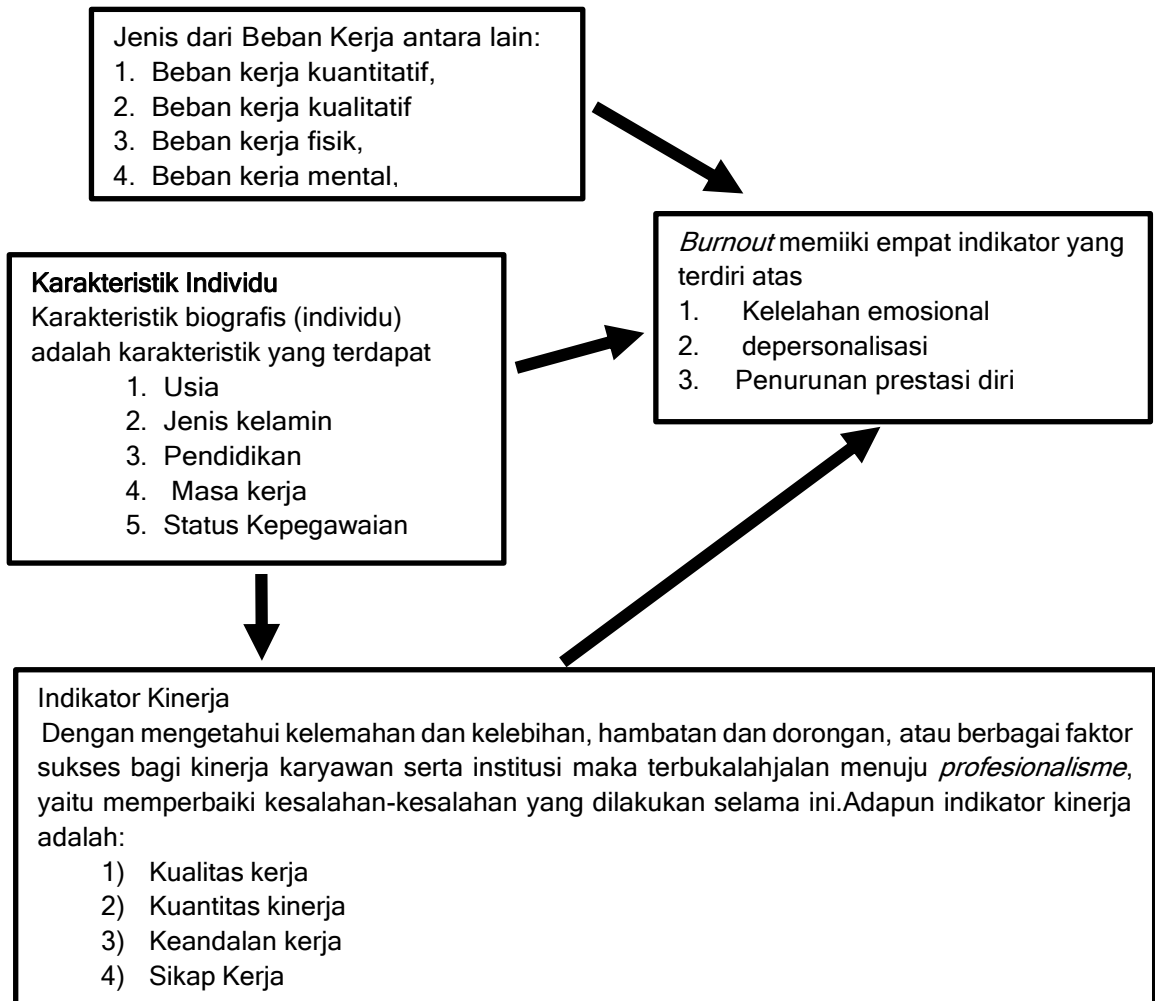 Jenis dari Beban Kerja antara lain:
1. Beban kerja kuantitatif,
2. Beban kerja kualitatif
3. Beban kerja fisik,
4. Beban kerja mental,
Burnout memiiki empat indikator yang
terdiri atas
1. Kelelahan emosional
2. depersonalisasi
3. Penurunan prestasi diri
Karakteristik Individu
Karakteristik biografis (individu)
adalah karakteristik yang terdapat
1. Usia
2. Jenis kelamin
3. Pendidikan
4. Masa kerja
5. Status Kepegawaian
Indikator Kinerja
Dengan mengetahui kelemahan dan kelebihan, hambatan dan dorongan, atau berbagai faktor
sukses bagi kinerja karyawan serta institusi maka terbukalahjalan menuju profesionalisme,
yaitu memperbaiki kesalahan-kesalahan yang dilakukan selama ini.Adapun indikator kinerja
adalah:
1) Kualitas kerja
2) Kuantitas kinerja
3) Keandalan kerja
4) Sikap Kerja